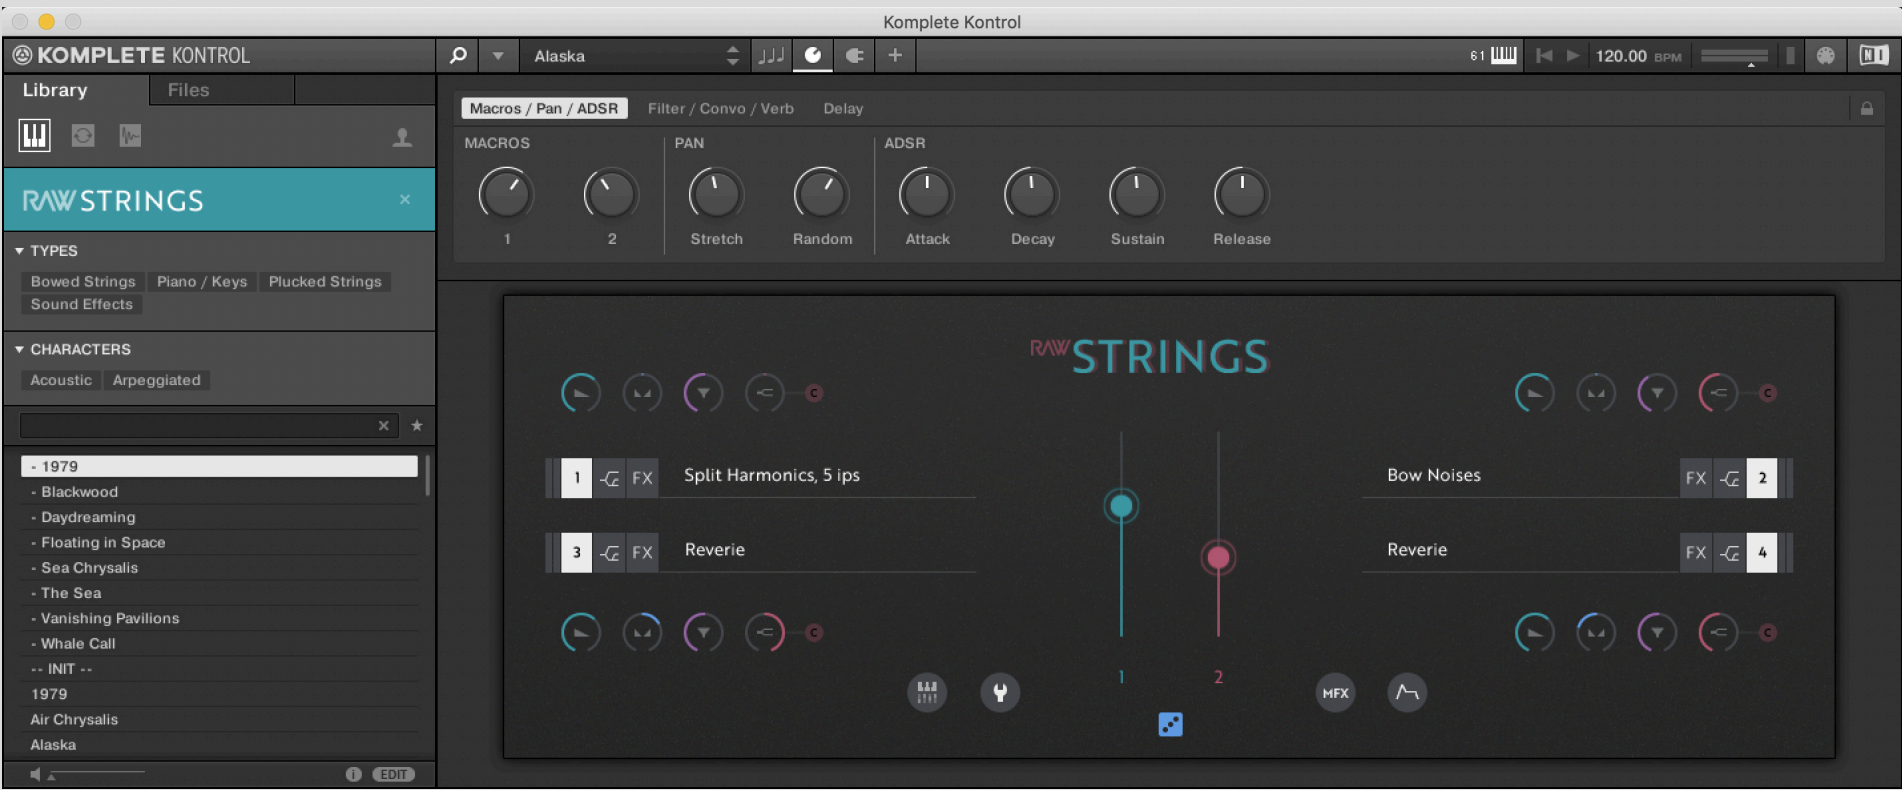 Komplete Kontrol
KOMPLETE KONTROL
Alaska
61
120.00 BPM
NI
Library
Files
Macros / Pan / ADSR
Filter / Convo / Verb
Delay
MACROS
PAN
ADSR
1
2
Stretch
Random
Attack
Decay
Sustain
Release
RAW STRINGS
TYPES
Bowed Strings
Piano / Keys
Plucked Strings
Sound Effects
CHARACTERS
Acoustic
Arpeggiated
- 1979
- Blackwood
- Daydreaming
- Floating in Space
- Sea Chrysalis
- The Sea
- Vanishing Pavilions
- Whale Call
-- INIT --
1979
Air Chrysalis
Alaska
EDIT
RAW STRINGS
C
C
1 FX Split Harmonics, 5 ips
Bow Noises FX 2
3 FX Reverie
Reverie FX 4
C
C
1
2
MFX